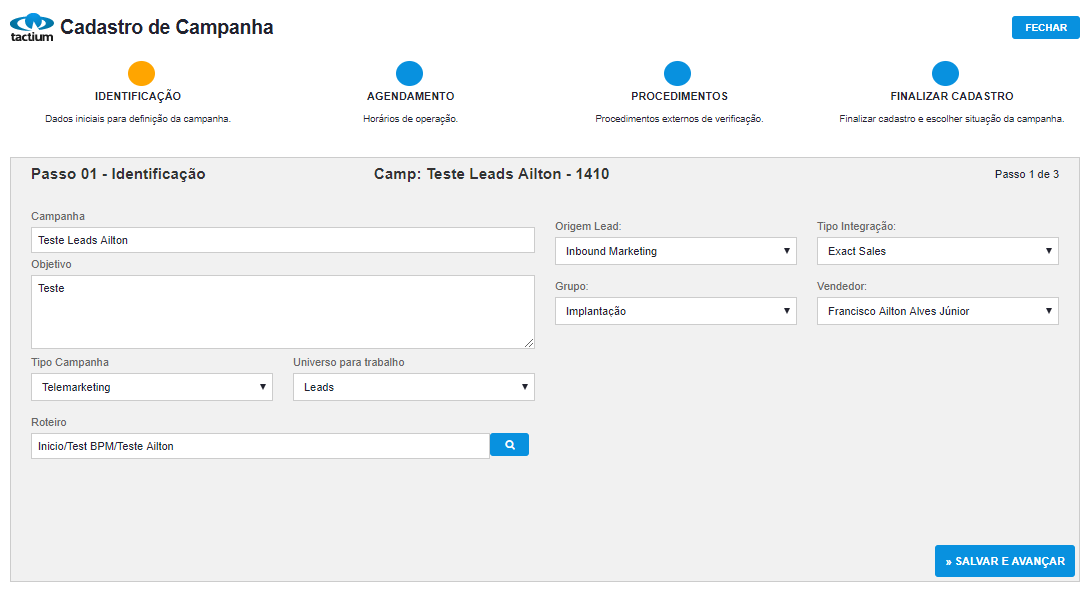 tactium
Cadastro de Campanha
FECHAR
IDENTIFICAÇÃO
Dados iniciais para definição da campanha.
AGENDAMENTO
Horários de operação.
PROCEDIMENTOS
Procedimentos externos de verificação.
FINALIZAR CADASTRO
Finalizar cadastro e escolher situação da campanha.
Passo 01 - Identificação
Camp: Teste Leads Ailton - 1410
Passo 1 de 3
Campanha
Teste Leads Ailton
Objetivo
Teste
Tipo Campanha
Telemarketing
Universo para trabalho
Leads
Roteiro
Inicio/Test BPM/Teste Ailton
Origem Lead:
Inbound Marketing
Tipo Integração:
Exact Sales
Grupo:
Implantação
Vendedor:
Francisco Ailton Alves Júnior
» SALVAR E AVANÇAR